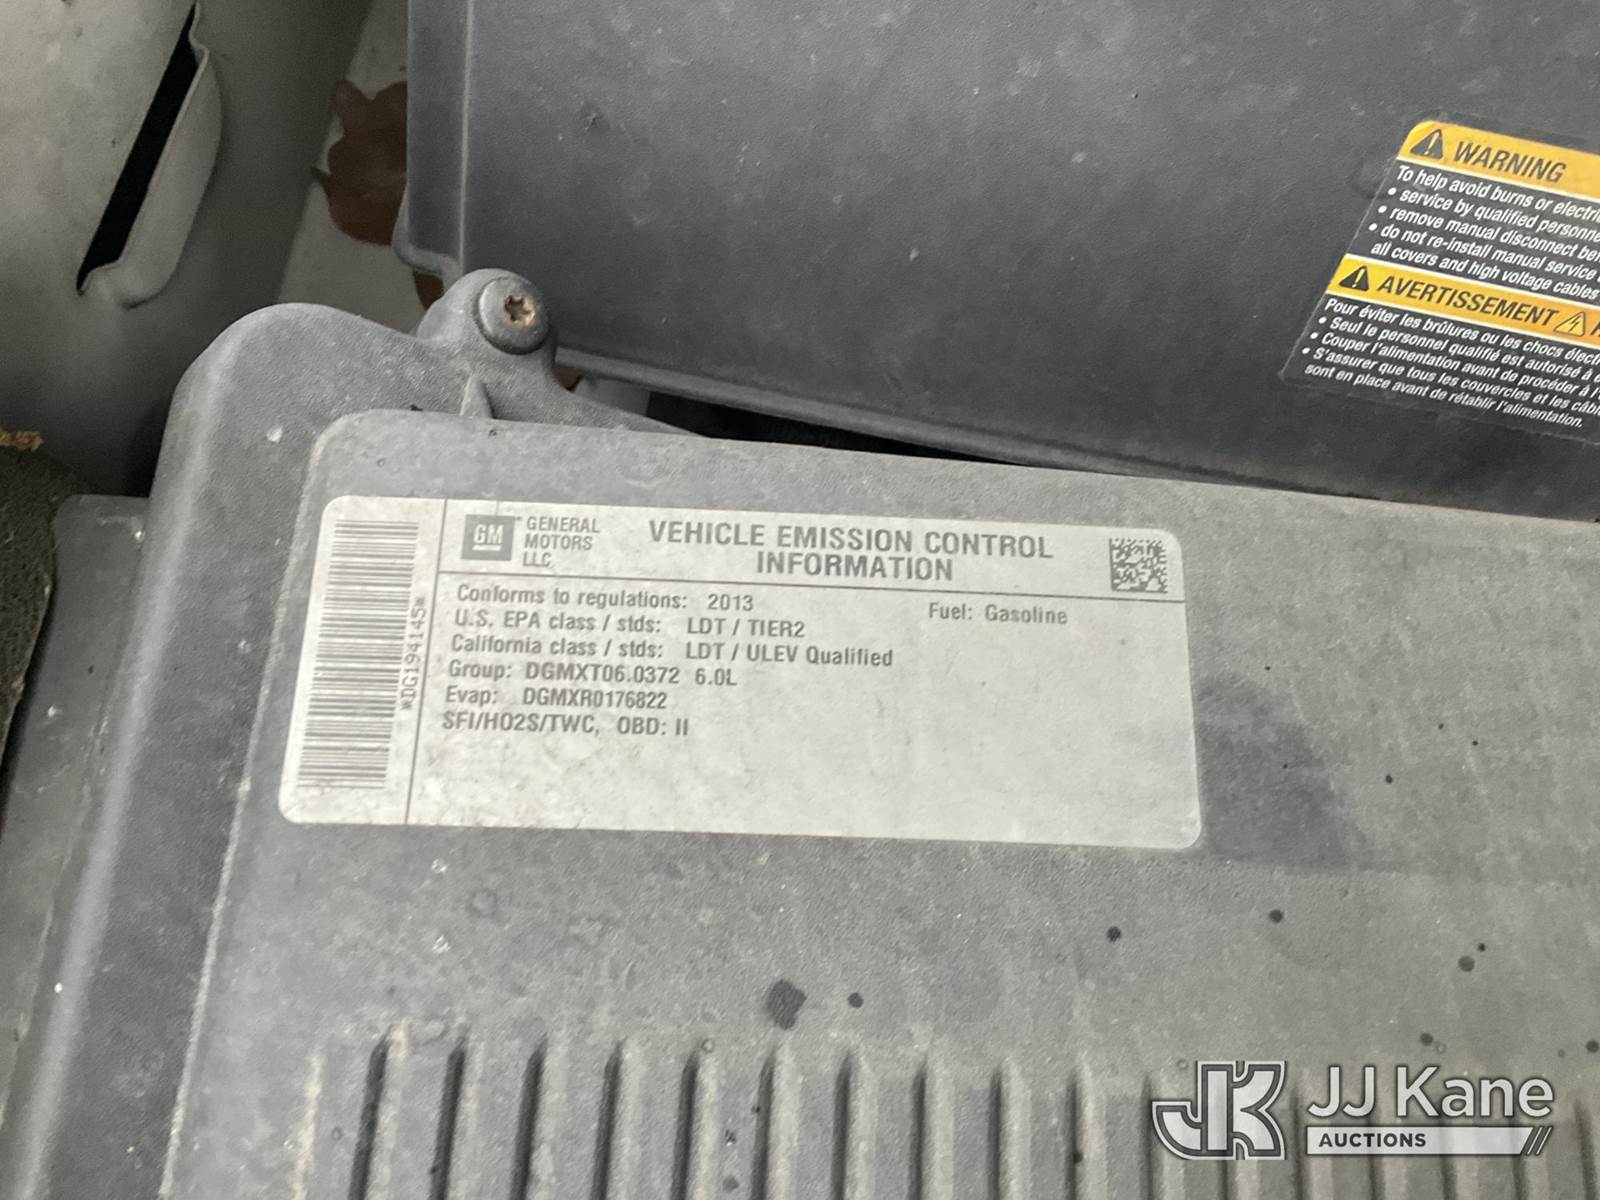 WARNING
To help avoid burns or
• service by qualified
• remove manual disconnect
• do not re-install manual service
all covers and high voltage cables
AVERTISSEMENT
Pour éviter les brûlures ou les chocs
• Seul le personnel qualifié est autorisé à
• Couper l'alimentation avant de procéder à
• S'assurer que tous les couvercles et les
sont en place avant de rétablir l'alimentation.
GM
GENERAL
MOTORS
LLC
VEHICLE EMISSION CONTROL
INFORMATION
Conforms to regulations: 2013
Fuel: Gasoline
U.S. EPA class / stds: LDT / TIER2
California class / stds: LDT / ULEV Qualified
Group: DGMXT06.0372 6.0L
Evap: DGMXR0176822
SFI/HO2S/TWC, OBD: II
*DG194145*
JK JJ Kane
AUCTIONS